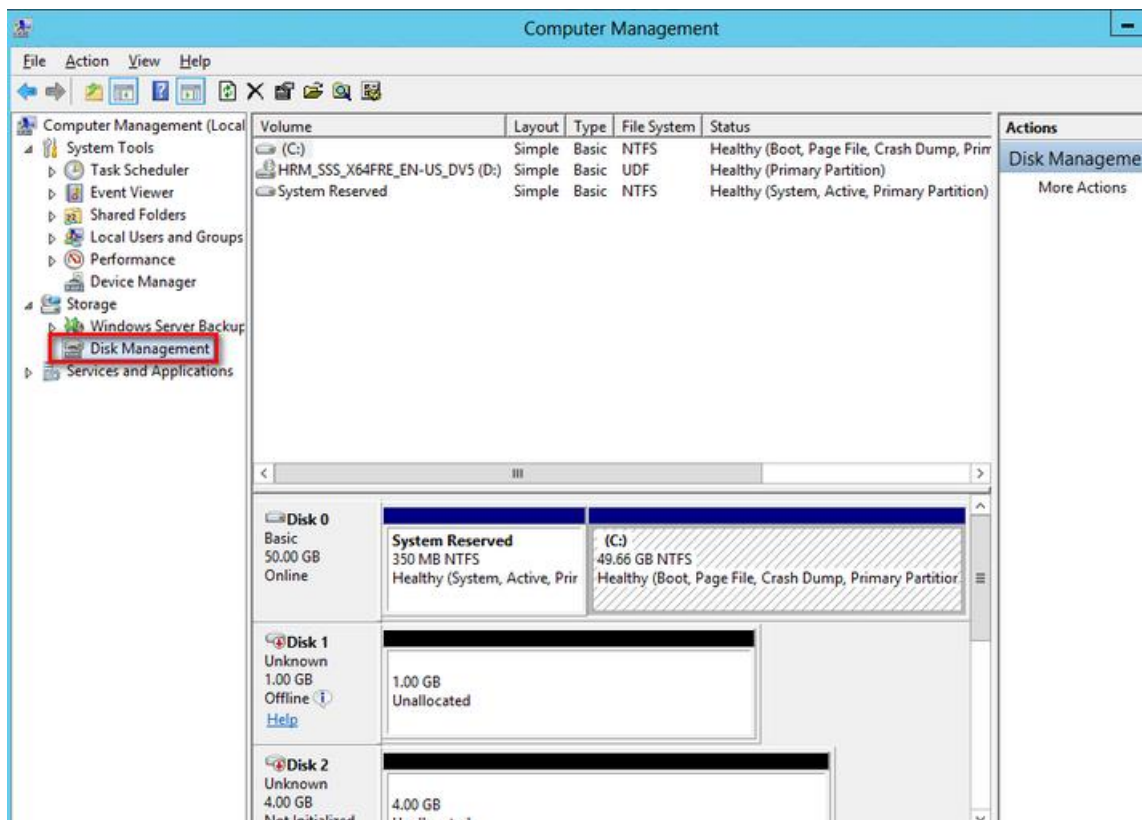 Computer Management
File Action View Help
Computer Management (Local
System Tools
Task Scheduler
Event Viewer
Shared Folders
Local Users and Groups
Performance
Device Manager
Storage
Windows Server Backup
Disk Management
Services and Applications
Volume Layout Type File System Status
(C:) Simple Basic NTFS Healthy (Boot, Page File, Crash Dump, Prim
HRM_SSS_X64FRE_EN-US_DV5 (D:) Simple Basic UDF Healthy (Primary Partition)
System Reserved Simple Basic NTFS Healthy (System, Active, Primary Partition)
Disk 0
Basic
50.00 GB
Online
System Reserved
350 MB NTFS
Healthy (System, Active, Prir
(C:)
49.66 GB NTFS
Healthy (Boot, Page File, Crash Dump, Primary Partition
Disk 1
Unknown
1.00 GB
Offline
Help
1.00 GB
Unallocated
Disk 2
Unknown
4.00 GB
Not Initialized
4.00 GB
Unallocated
Actions
Disk Manageme
More Actions